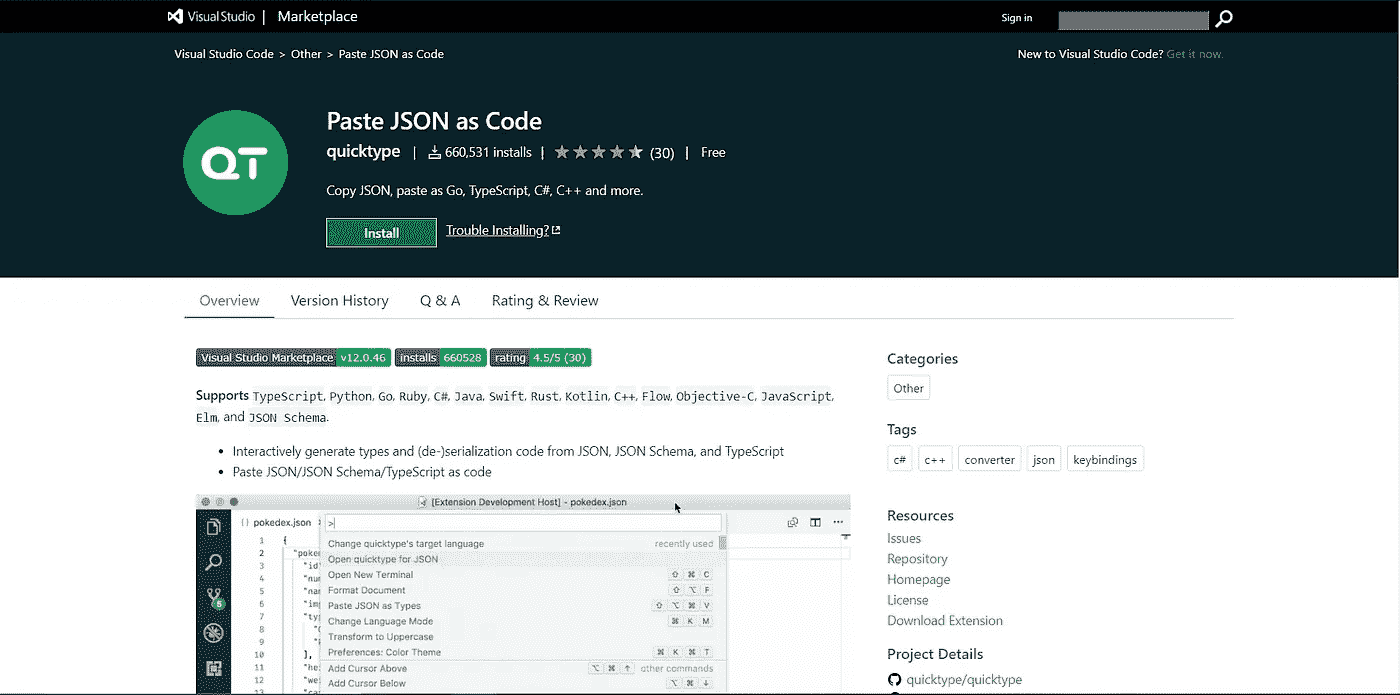 Visual Studio | Marketplace
Sign in
Visual Studio Code > Other > Paste JSON as Code
New to Visual Studio Code? Get it now.
QT
Paste JSON as Code
quicktype | 660,531 installs | (30) | Free
Copy JSON, paste as Go, TypeScript, C#, C++ and more.
Install
Trouble Installing?
Overview
Version History
Q & A
Rating & Review
Visual Studio Marketplace v12.0.46 installs 660528 rating 4.5/5 (30)
Supports TypeScript, Python, Go, Ruby, C#, Java, Swift, Rust, Kotlin, C++, Flow, Objective-C, JavaScript,
Elm, and JSON Schema.
• Interactively generate types and (de-)serialization code from JSON, JSON Schema, and TypeScript
• Paste JSON/JSON Schema/TypeScript as code
[Extension Development Host] - pokedex.json
{} pokedex.json
>
1 {
2
3
4
5
6
7
8
9
10 ],
11
12
13
Change quicktype's target language recently used
Open quicktype for JSON
Open New Terminal ⇧ ⌘ C
Format Document ⇧ ⌥ F
Paste JSON as Types ⇧ ⌥ ⌘ V
Change Language Mode ⌘ K M
Transform to Uppercase
Preferences: Color Theme ⌘ K ⌘ T
Add Cursor Above ⌥ ⌘ ↑ other commands
Add Cursor Below ⌥ ⌘ ↓
5
Categories
Other
Tags
c# c++ converter json keybindings
Resources
Issues
Repository
Homepage
License
Download Extension
Project Details
quicktype/quicktype